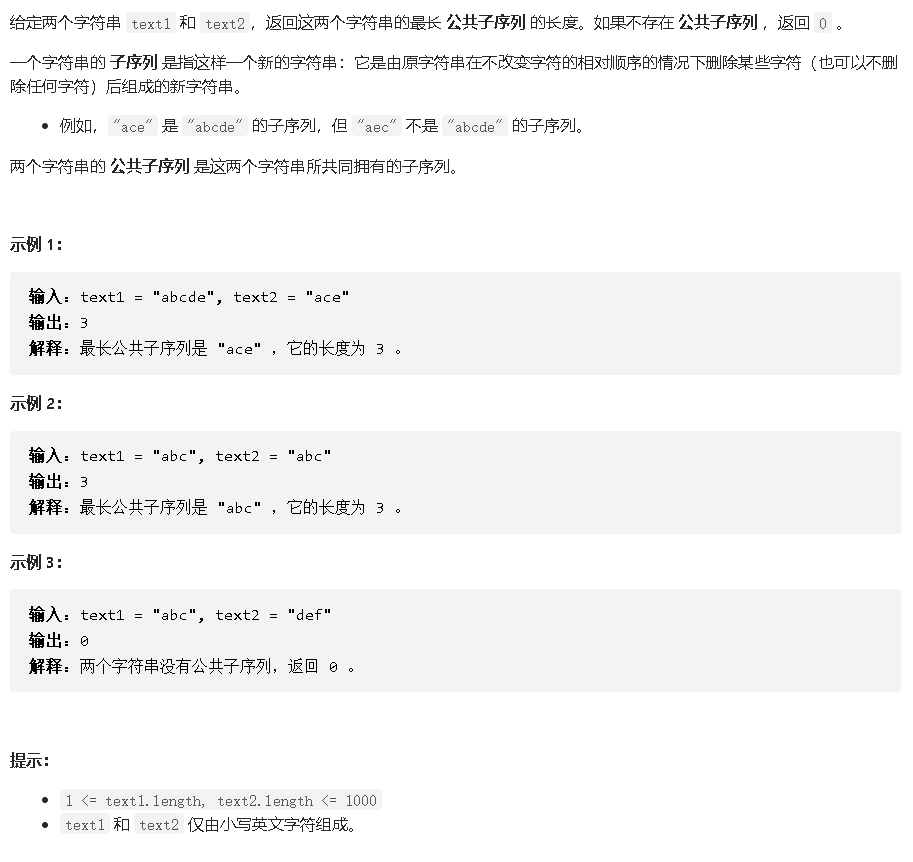 给定两个字符串 text1 和 text2，返回这两个字符串的最长 公共子序列 的长度。如果不存在 公共子序列 ，返回 0 。
一个字符串的 子序列 是指这样一个新的字符串：它是由原字符串在不改变字符的相对顺序的情况下删除某些字符（也可以不删
除任何字符）后组成的新字符串。
• 例如，"ace" 是 "abcde" 的子序列，但 "aec" 不是 "abcde" 的子序列。
两个字符串的 公共子序列 是这两个字符串所共同拥有的子序列。
示例 1：
输入：text1 = "abcde", text2 = "ace"
输出：3
解释：最长公共子序列是 "ace" ，它的长度为 3 。
示例 2：
输入：text1 = "abc", text2 = "abc"
输出：3
解释：最长公共子序列是 "abc" ，它的长度为 3 。
示例 3：
输入：text1 = "abc", text2 = "def"
输出：0
解释：两个字符串没有公共子序列，返回 0 。
提示：
• 1 <= text1.length, text2.length <= 1000
• text1 和 text2 仅由小写英文字符组成。